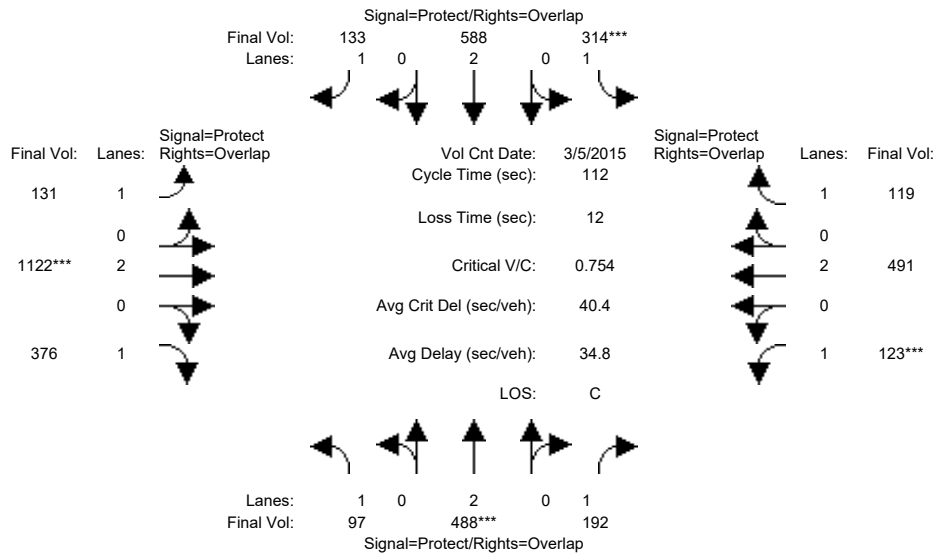 Signal=Protect/Rights=Overlap
Final Vol: 133 588 314***
Lanes: 1 0 2 0 1
Signal=Protect
Final Vol: Lanes: Rights=Overlap
Vol Cnt Date: 3/5/2015
Signal=Protect
Rights=Overlap Lanes: Final Vol:
Cycle Time (sec): 112
131 1
1 119
Loss Time (sec): 12
0
0
1122*** 2
Critical V/C: 0.754
2 491
0
Avg Crit Del (sec/veh): 40.4
0
376 1
Avg Delay (sec/veh): 34.8
1 123***
LOS: C
Lanes: 1 0 2 0 1
Final Vol: 97 488*** 192
Signal=Protect/Rights=Overlap